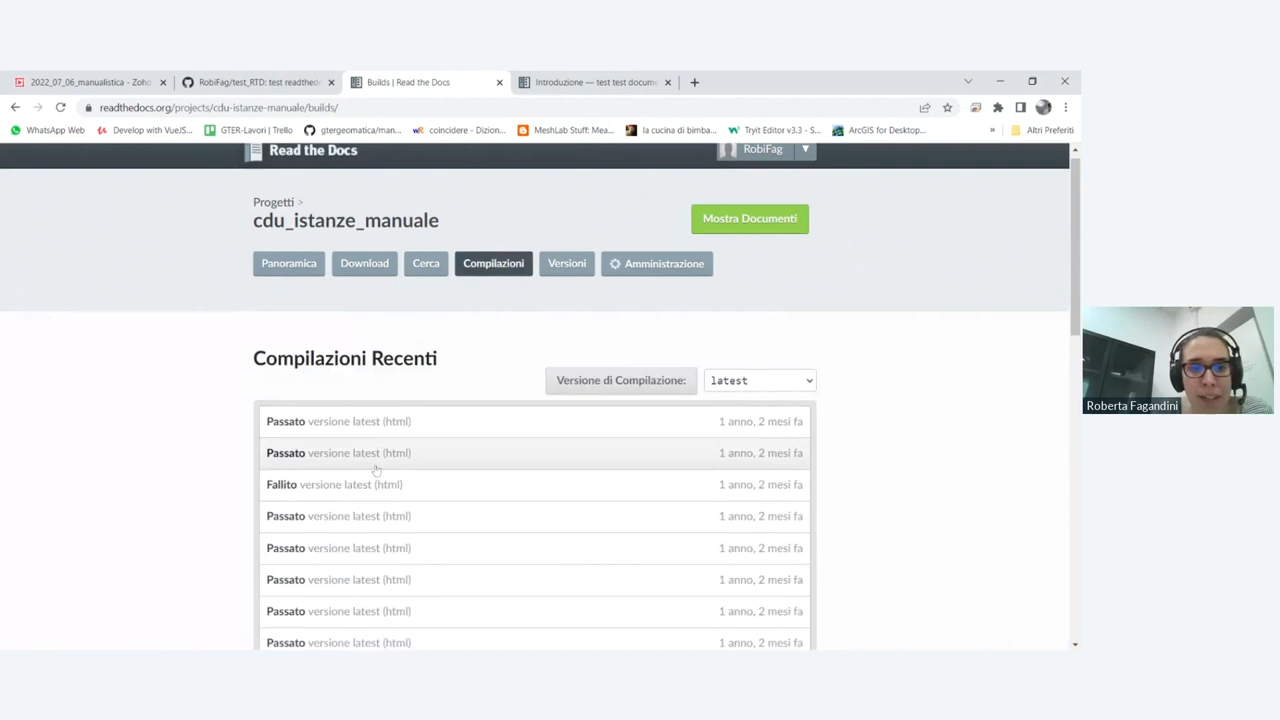 2022_07_06_manualistica - Zoho
RobiFag/test_RTD: test readthedo
Builds | Read the Docs
Introduzione — test test docume
readthedocs.org/projects/cdu-istanze-manuale/builds/
WhatsApp Web
Develop with VueJS...
GTER-Lavori | Trello
gtergeomatica/man...
coincidere - Dizion...
MeshLab Stuff: Mea...
la cucina di bimba...
Tryit Editor v3.3 - S...
ArcGIS for Desktop...
»
Altri Preferiti
Read the Docs
RobiFag
Progetti >
cdu_istanze_manuale
Mostra Documenti
Panoramica
Download
Cerca
Compilazioni
Versioni
Amministrazione
Compilazioni Recenti
Versione di Compilazione:
latest
Passato versione latest (html) 1 anno, 2 mesi fa
Passato versione latest (html) 1 anno, 2 mesi fa
Fallito versione latest (html) 1 anno, 2 mesi fa
Passato versione latest (html) 1 anno, 2 mesi fa
Passato versione latest (html) 1 anno, 2 mesi fa
Passato versione latest (html) 1 anno, 2 mesi fa
Passato versione latest (html) 1 anno, 2 mesi fa
Passato versione latest (html) 1 anno, 2 mesi fa
Roberta Fagandini